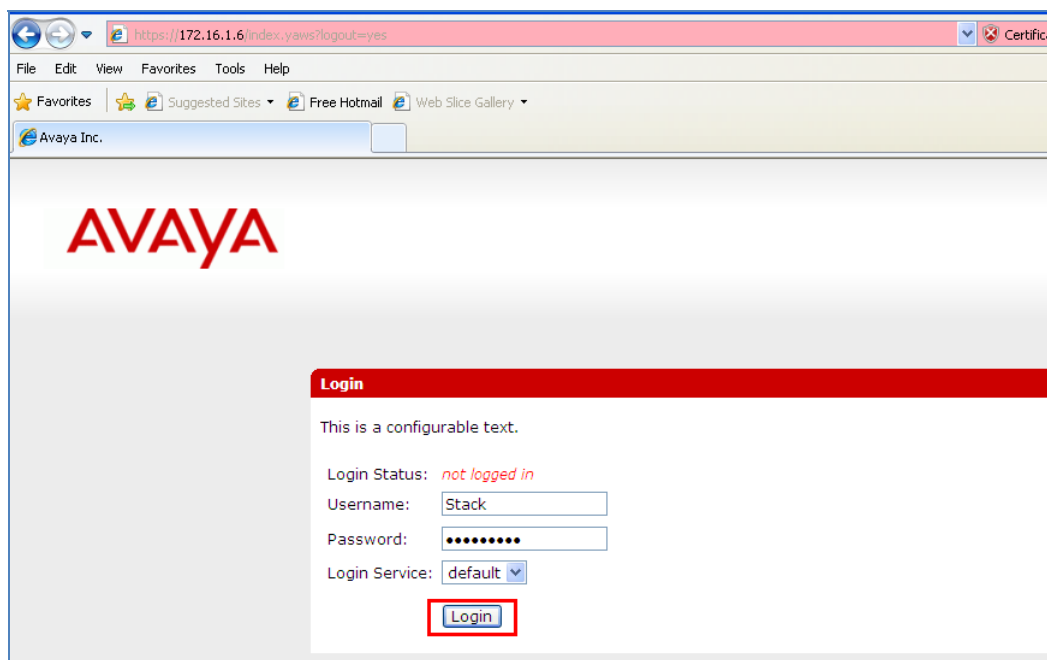 https://172.16.1.6/index.yaws?logout=yes
File Edit View Favorites Tools Help
Favorites Suggested Sites Free Hotmail Web Slice Gallery
Avaya Inc.
AVAYA
Login
This is a configurable text.
Login Status: not logged in
Username: Stack
Password: •••••••••
Login Service: default
Login